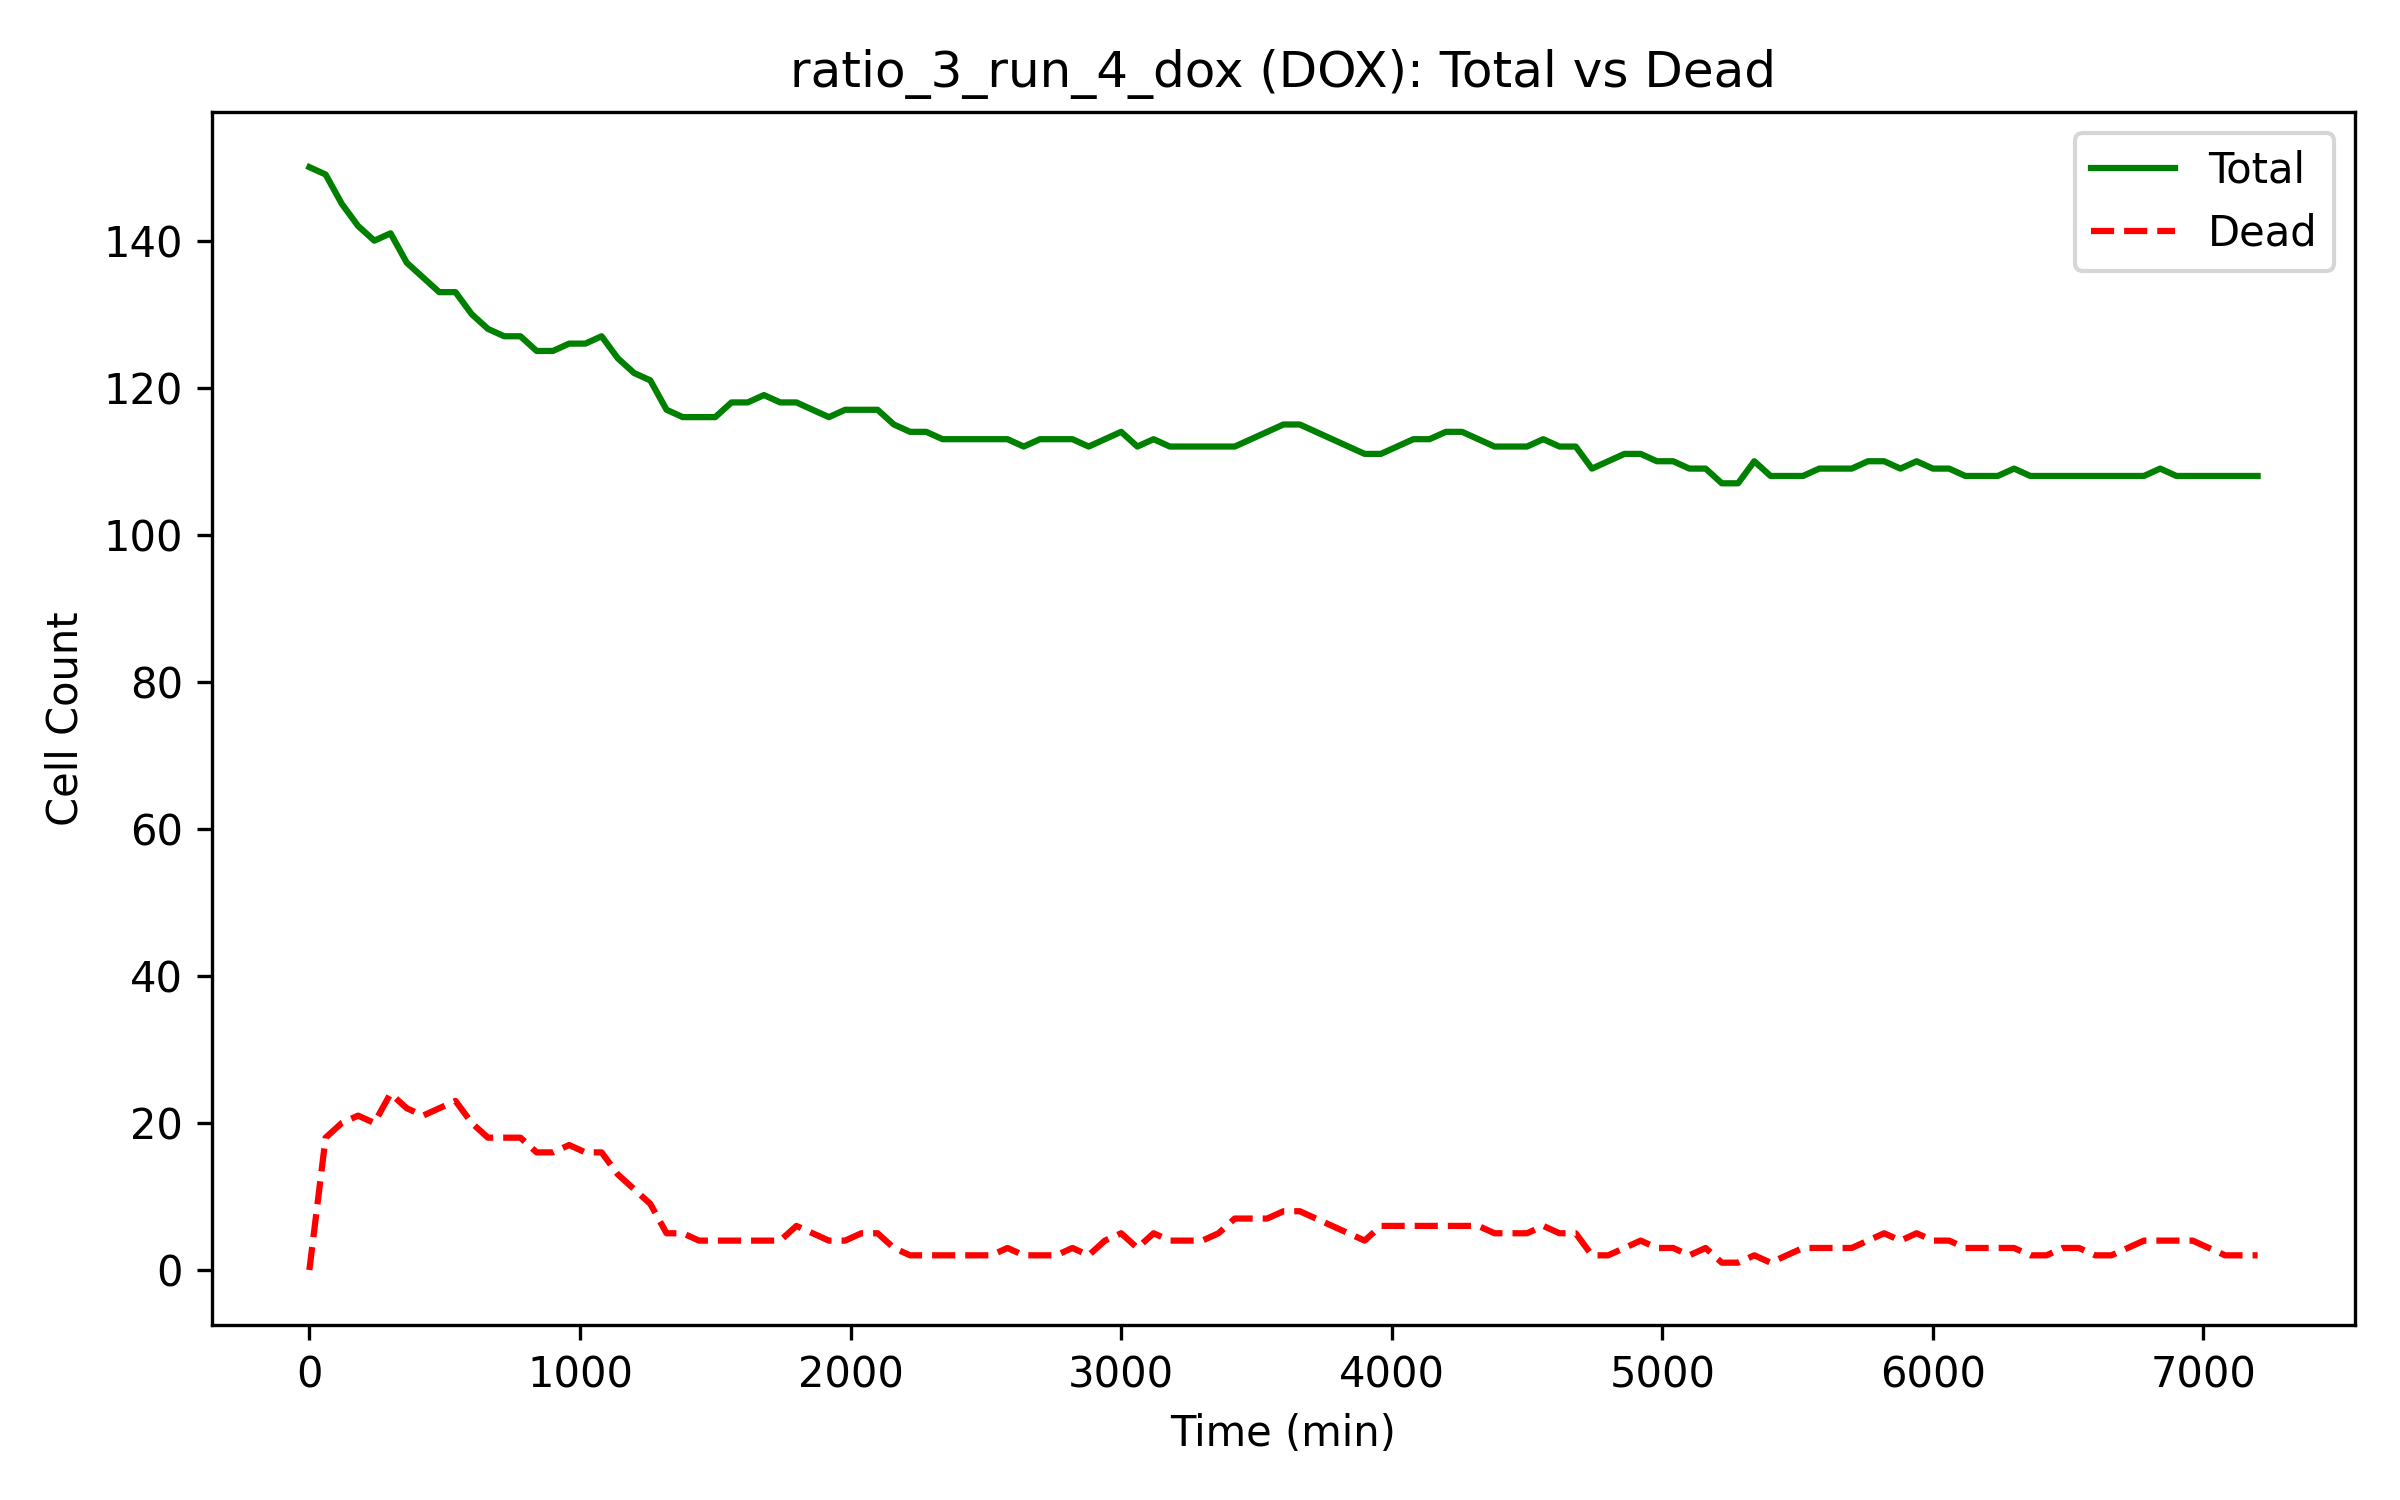 ratio_3_run_4_dox (DOX): Total vs Dead
Total
Dead
Cell Count
140
120
100
80
60
40
20
0
0 1000 2000 3000 4000 5000 6000 7000
Time (min)